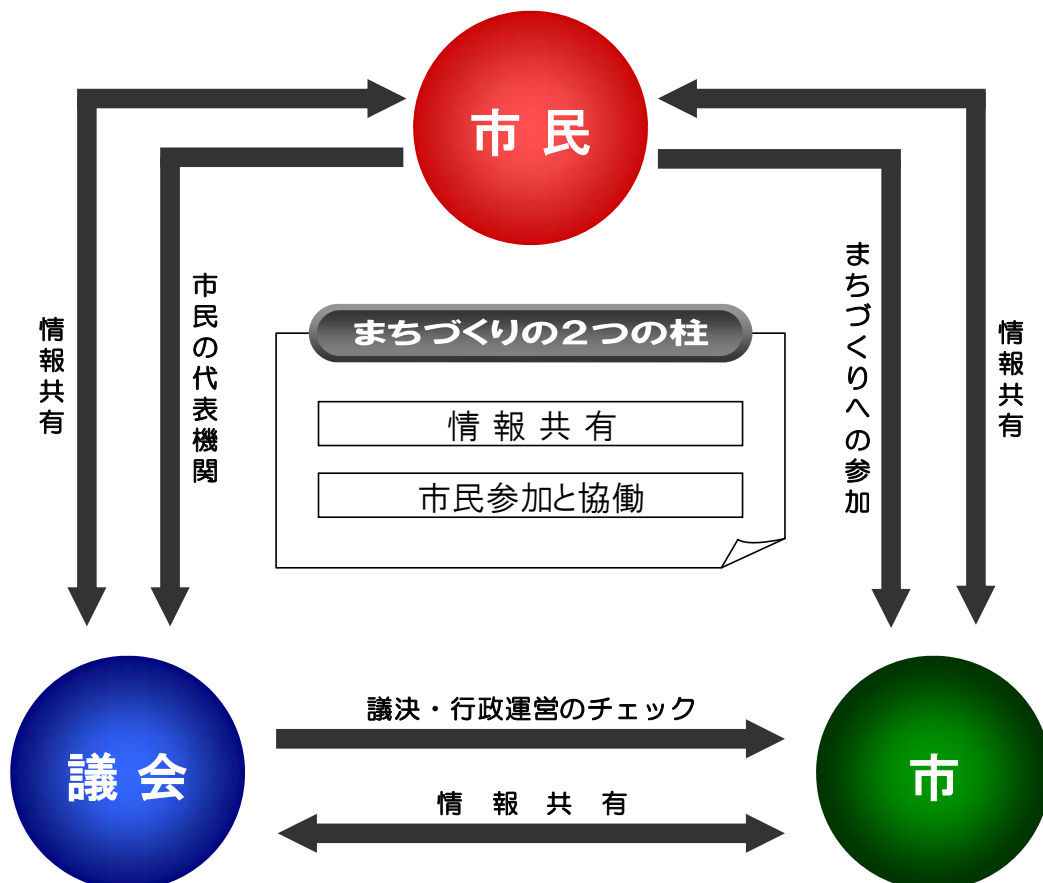 市民
情報共有
市民の代表機関
まちづくりの2つの柱
情報共有
市民参加と協働
まちづくりへの参加
情報共有
議会
議決・行政運営のチェック
情報共有
市